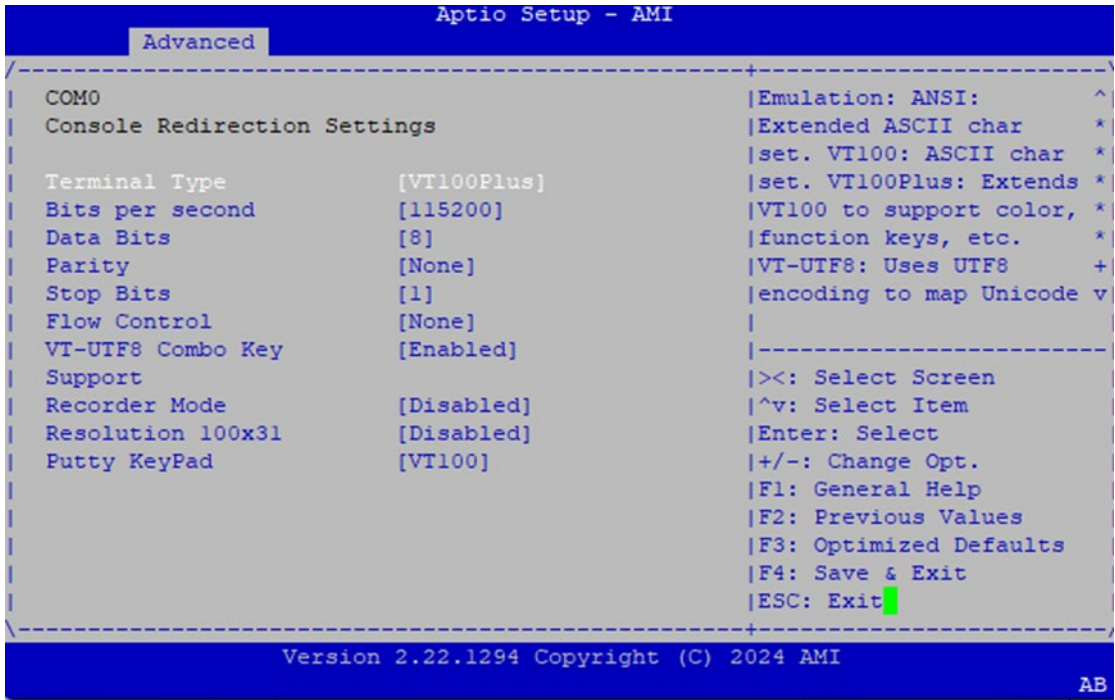 Aptio Setup - AMI
Advanced
COM0
Console Redirection Settings
Terminal Type [VT100Plus]
Bits per second [115200]
Data Bits [8]
Parity [None]
Stop Bits [1]
Flow Control [None]
VT-UTF8 Combo Key [Enabled]
Support
Recorder Mode [Disabled]
Resolution 100x31 [Disabled]
Putty KeyPad [VT100]
Emulation: ANSI: ^
Extended ASCII char *
set. VT100: ASCII char *
set. VT100Plus: Extends *
VT100 to support color, *
function keys, etc. *
VT-UTF8: Uses UTF8 +
encoding to map Unicode v
><: Select Screen
^v: Select Item
Enter: Select
+/-: Change Opt.
F1: General Help
F2: Previous Values
F3: Optimized Defaults
F4: Save & Exit
ESC: Exit
Version 2.22.1294 Copyright (C) 2024 AMI
AB